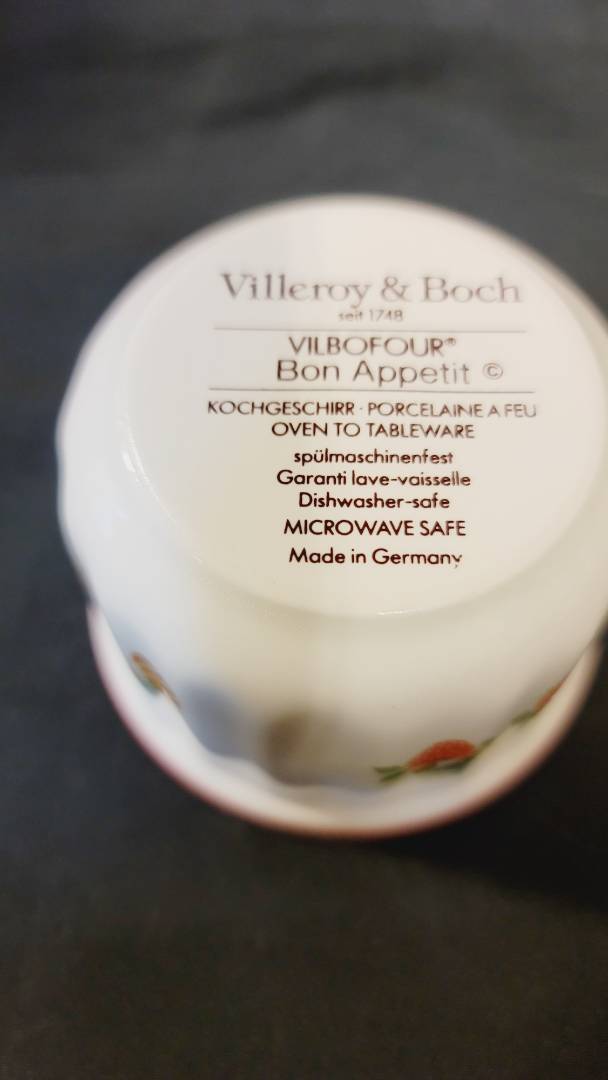 Villeroy & Boch
seit 1748
VILBOFOUR®
Bon Appetit ©
KOCHGESCHIRR · PORCELAINE A FEU
OVEN TO TABLEWARE
spülmaschinenfest
Garanti lave-vaisselle
Dishwasher-safe
MICROWAVE SAFE
Made in Germany